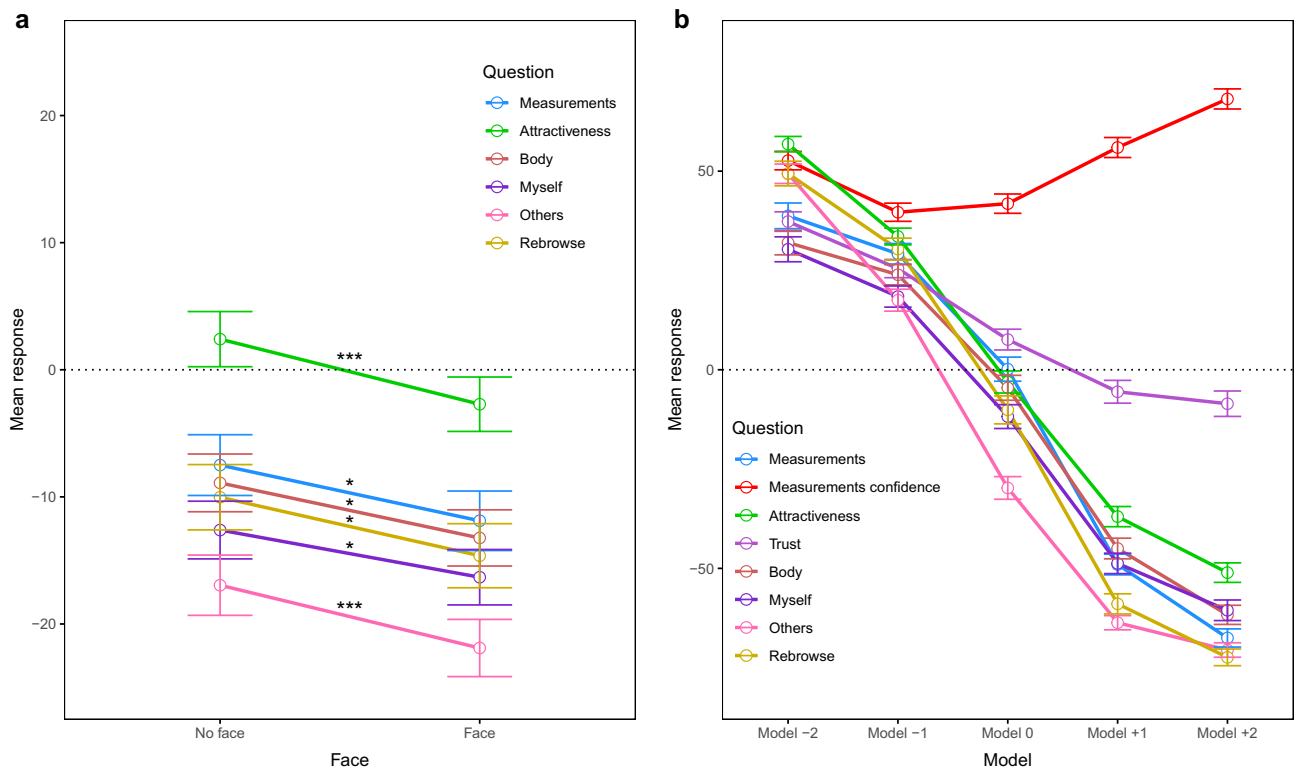 a
Mean response
20
10
0
−10
−20
Question
Measurements
Attractiveness
Body
Myself
Others
Rebrowse
***
*
*
*
*
***
No face
Face
Face
b
Mean response
50
0
−50
Question
Measurements
Measurements confidence
Attractiveness
Trust
Body
Myself
Others
Rebrowse
Model −2
Model −1
Model 0
Model +1
Model +2
Model